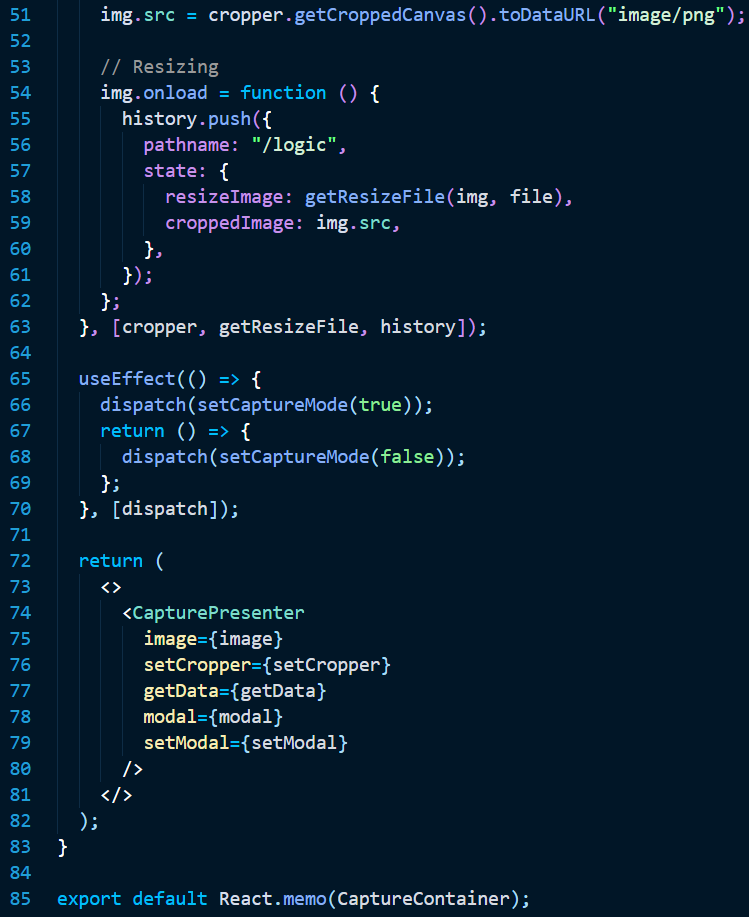 51 img.src = cropper.getCroppedCanvas().toDataURL("image/png");
52
53 // Resizing
54 img.onload = function () {
55 history.push({
56 pathname: "/logic",
57 state: {
58 resizeImage: getResizeFile(img, file),
59 croppedImage: img.src,
60 },
61 });
62 };
63 }, [cropper, getResizeFile, history]);
64
65 useEffect(() => {
66 dispatch(setCaptureMode(true));
67 return () => {
68 dispatch(setCaptureMode(false));
69 };
70 }, [dispatch]);
71
72 return (
73 <>
74 <CapturePresenter
75 image={image}
76 setCropper={setCropper}
77 getData={getData}
78 modal={modal}
79 setModal={setModal}
80 />
81 </>
82 );
83 }
84
85 export default React.memo(CaptureContainer);